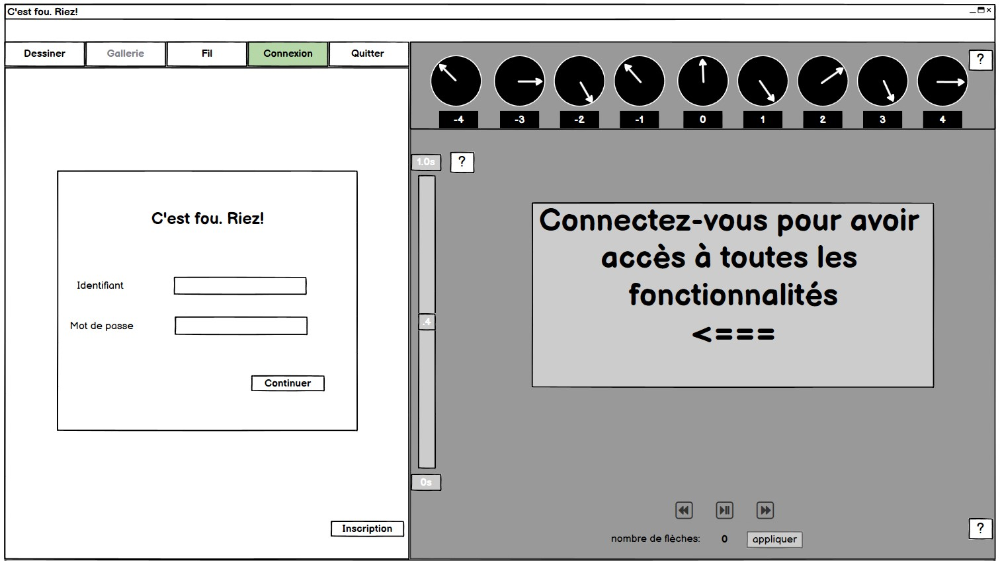 C'est fou. Riez!
Dessiner
Gallerie
Fil
Connexion
Quitter
?
-4
-3
-2
-1
0
1
2
3
4
1.0s
?
.4
0s
C'est fou. Riez!
Identifiant
Mot de passe
Continuer
Inscription
Connectez-vous pour avoir
accès à toutes les
fonctionnalités
<===
nombre de flèches: 0 appliquer
?